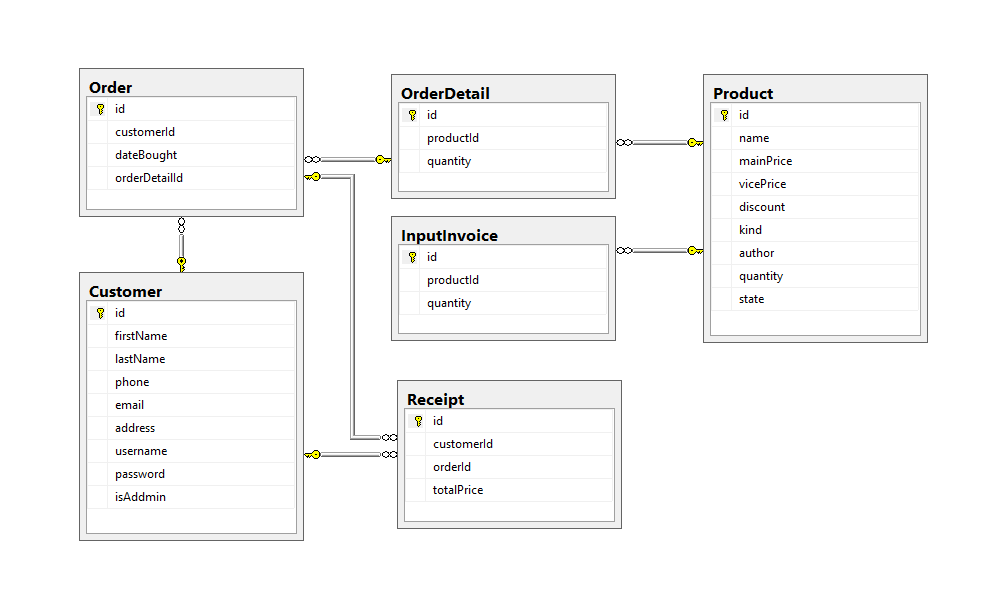 Order
id
customerId
dateBought
orderDetailId
OrderDetail
id
productId
quantity
Product
id
name
mainPrice
vicePrice
discount
kind
author
quantity
state
InputInvoice
id
productId
quantity
Customer
id
firstName
lastName
phone
email
address
username
password
isAddmin
Receipt
id
customerId
orderId
totalPrice